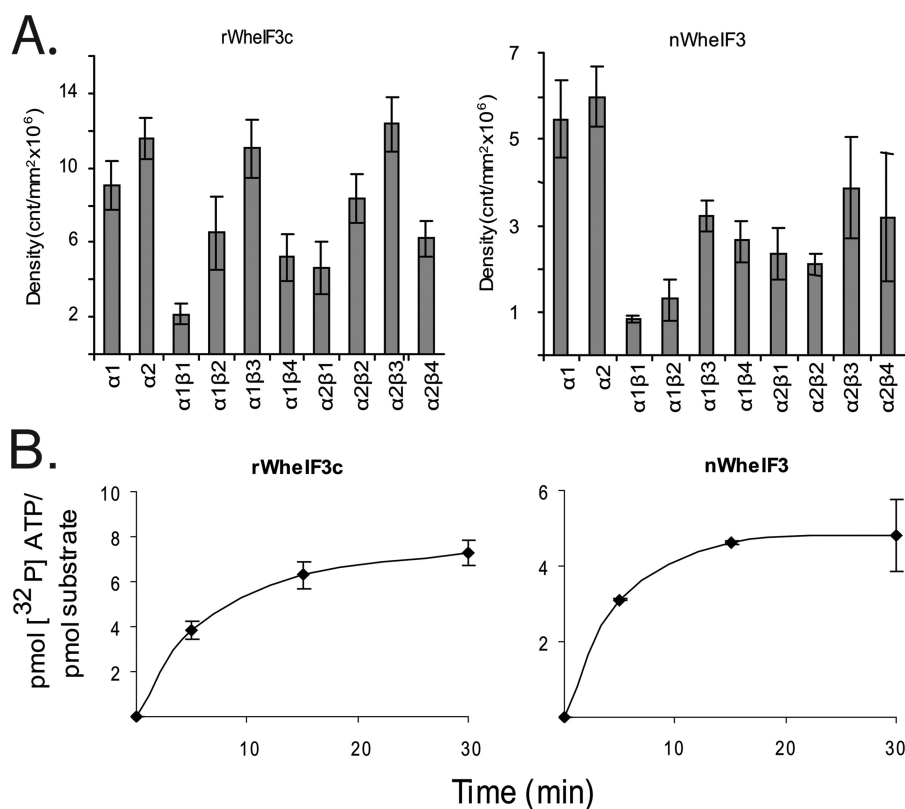 A.
rWheIF3c
Density(cnt/mm²x10⁶)
14
10
6
2
α1
α2
α1β1
α1β2
α1β3
α1β4
α2β1
α2β2
α2β3
α2β4
nWheIF3
Density(cnt/mm²x10⁶)
7
5
3
1
α1
α2
α1β1
α1β2
α1β3
α1β4
α2β1
α2β2
α2β3
α2β4
B.
rWheIF3c
pmol [³² P] ATP/
pmol substrate
10
8
6
4
2
10
20
30
nWheIF3
6
4
2
10
20
30
Time (min)